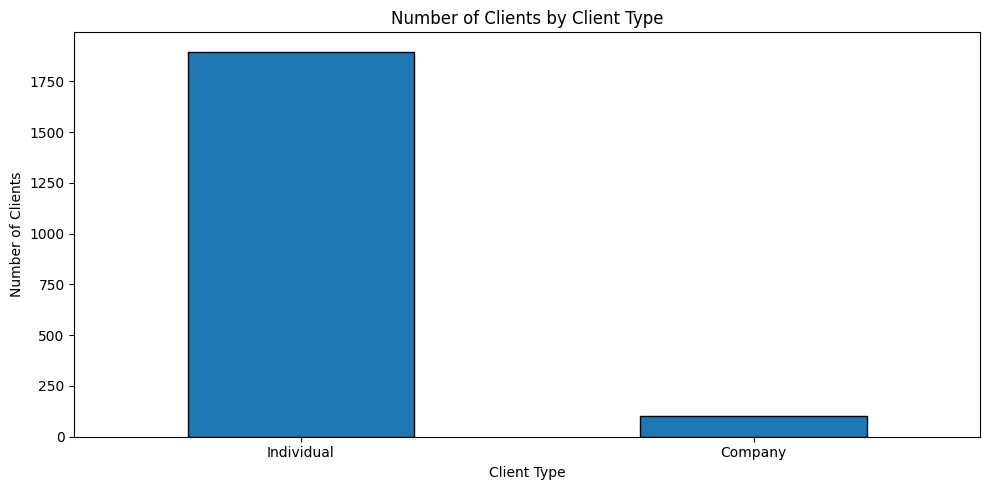 Number of Clients by Client Type
Number of Clients
1750
1500
1250
1000
750
500
250
0
Individual
Company
Client Type